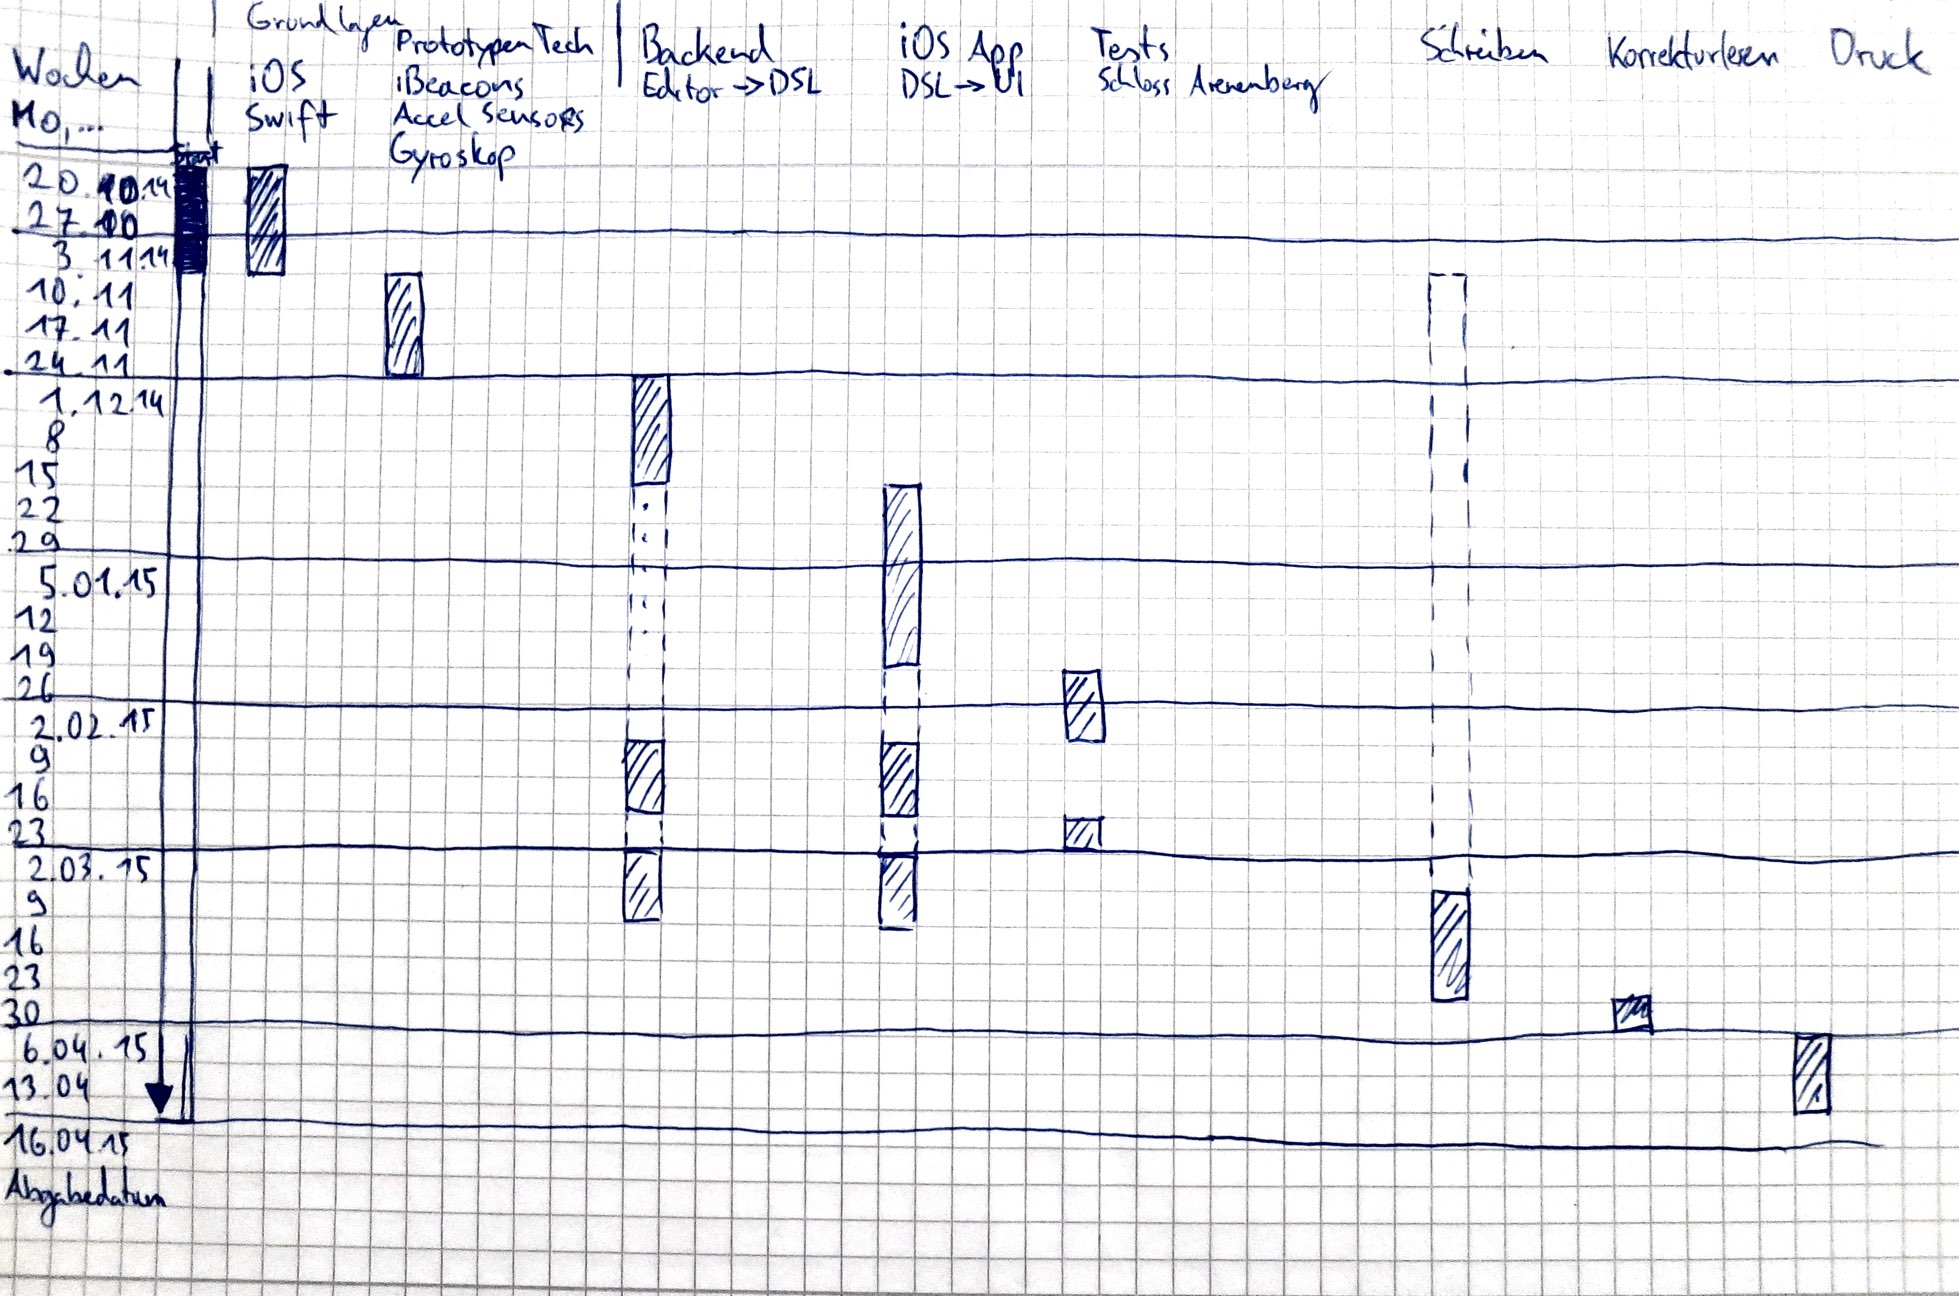 Grundlagen
Wochen
Mo,...
iOS
Swift
Prototypen Tech
iBeacons
Accel Sensors
Gyroskop
Backend
Editor → DSL
iOS App
DSL → UI
Tests
Schloss Arenenberg
Schreiben
Korrekturlesen
Druck
Start
20.10.14
27.10
3.11.14
10.11
17.11
24.11
1.12.14
8
15
22
29
5.01.15
12
19
26
2.02.15
9
16
23
2.03.15
9
16
23
30
6.04.15
13.04
16.04.15
Abgabedatum